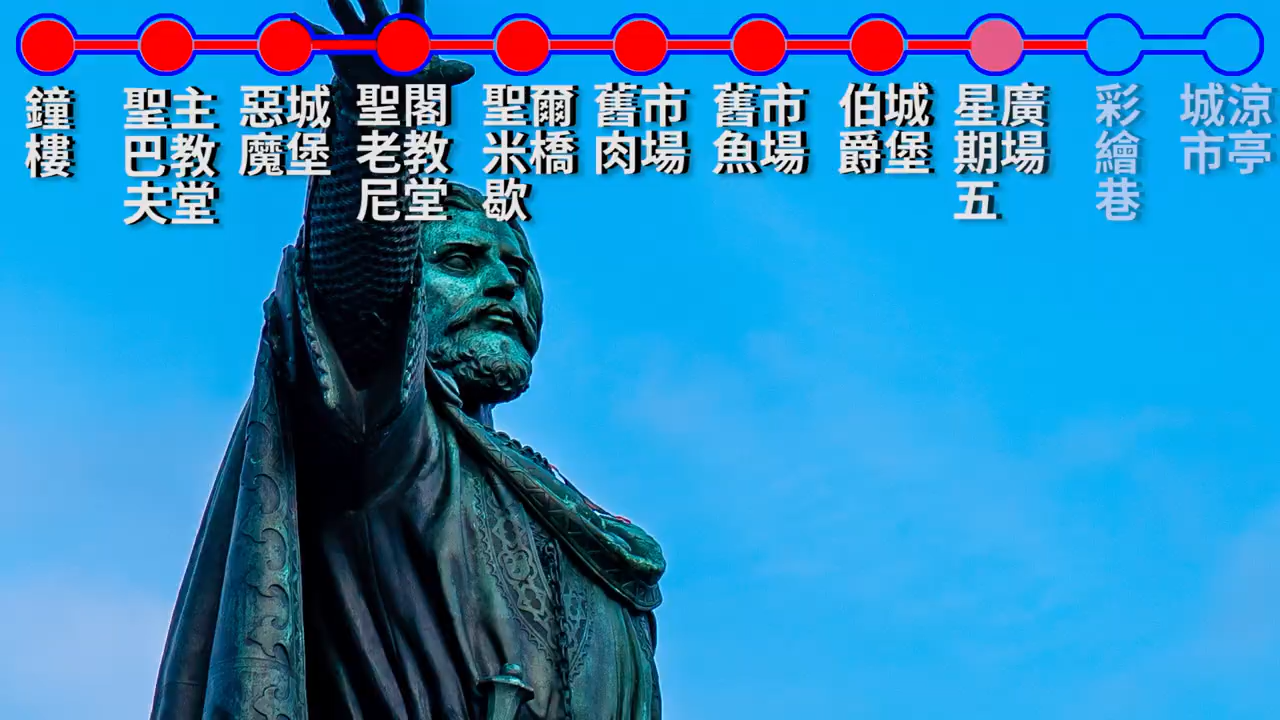 鐘樓
聖巴夫
主教堂
惡魔
城堡
聖老尼
閣教堂
聖米歇
爾橋
舊肉
市場
舊魚
市場
伯爵
城堡
星期五
廣場
彩繪巷
城市
涼亭